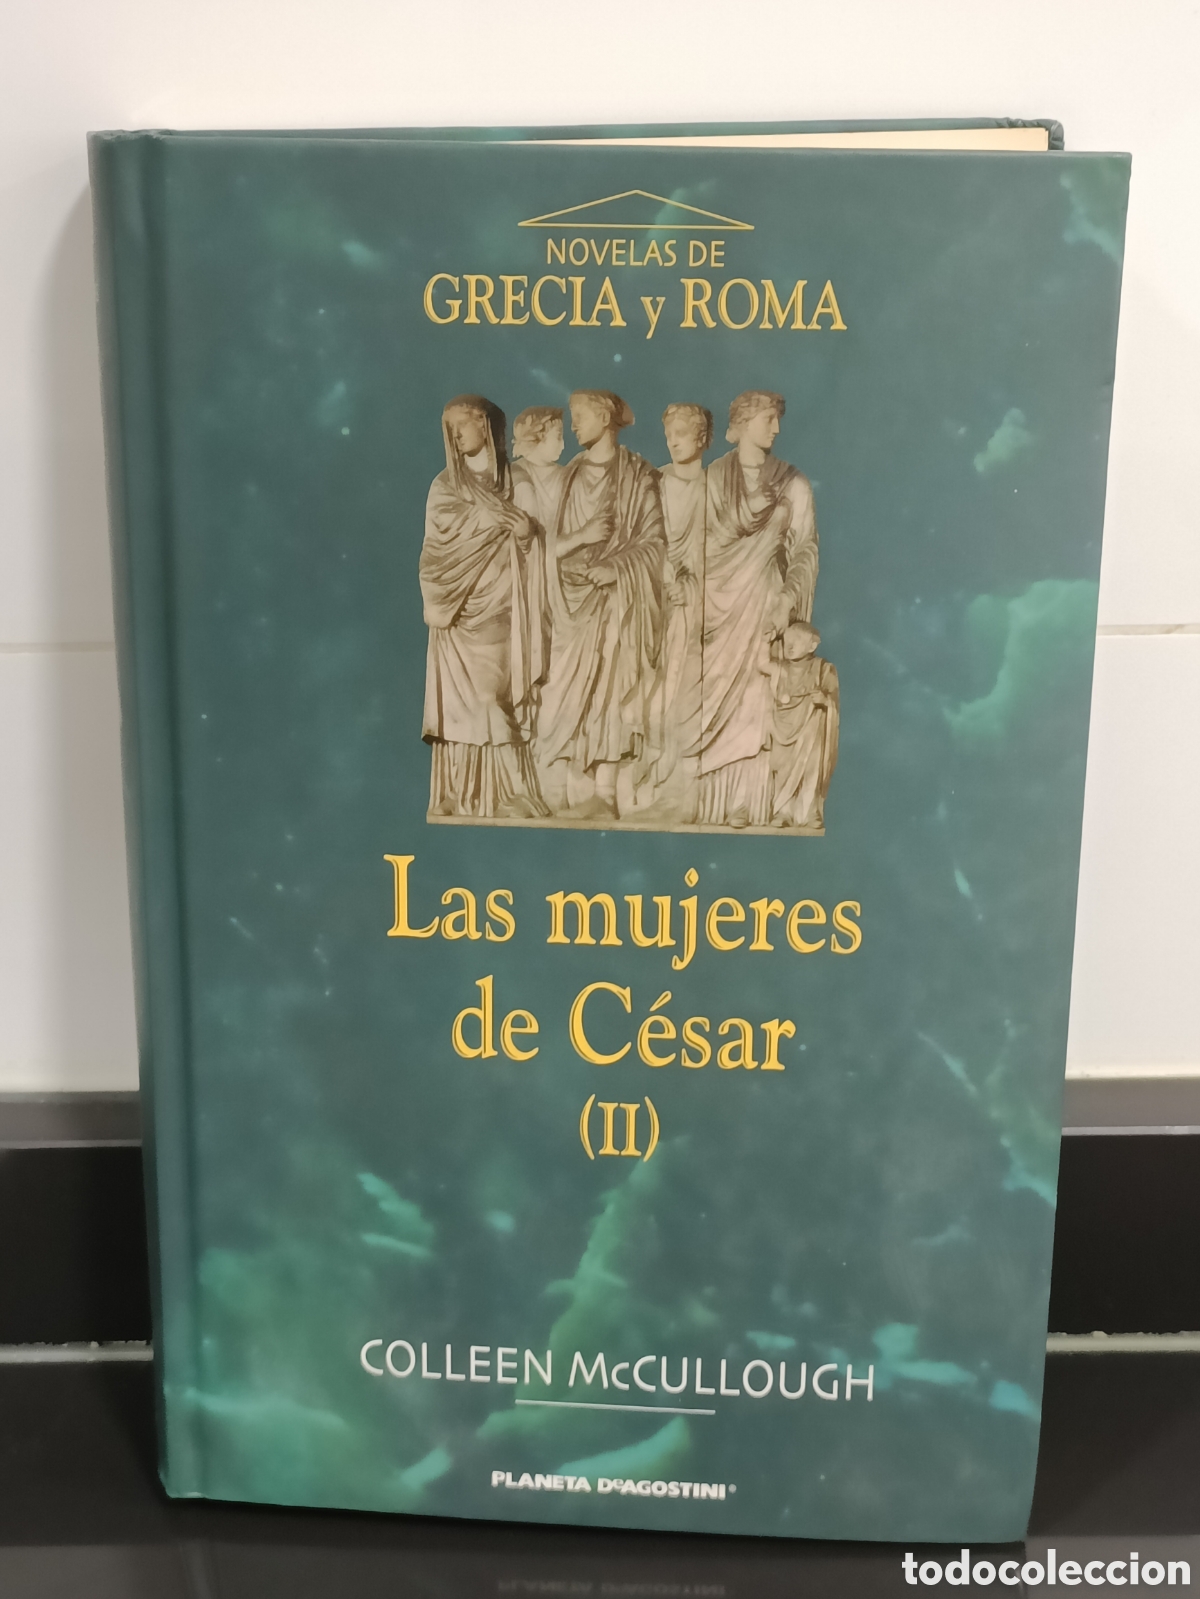 NOVELAS DE
GRECIA y ROMA
Las mujeres
de César
(II)
COLLEEN McCULLOUGH
PLANETA DeAGOSTINI
todocoleccion